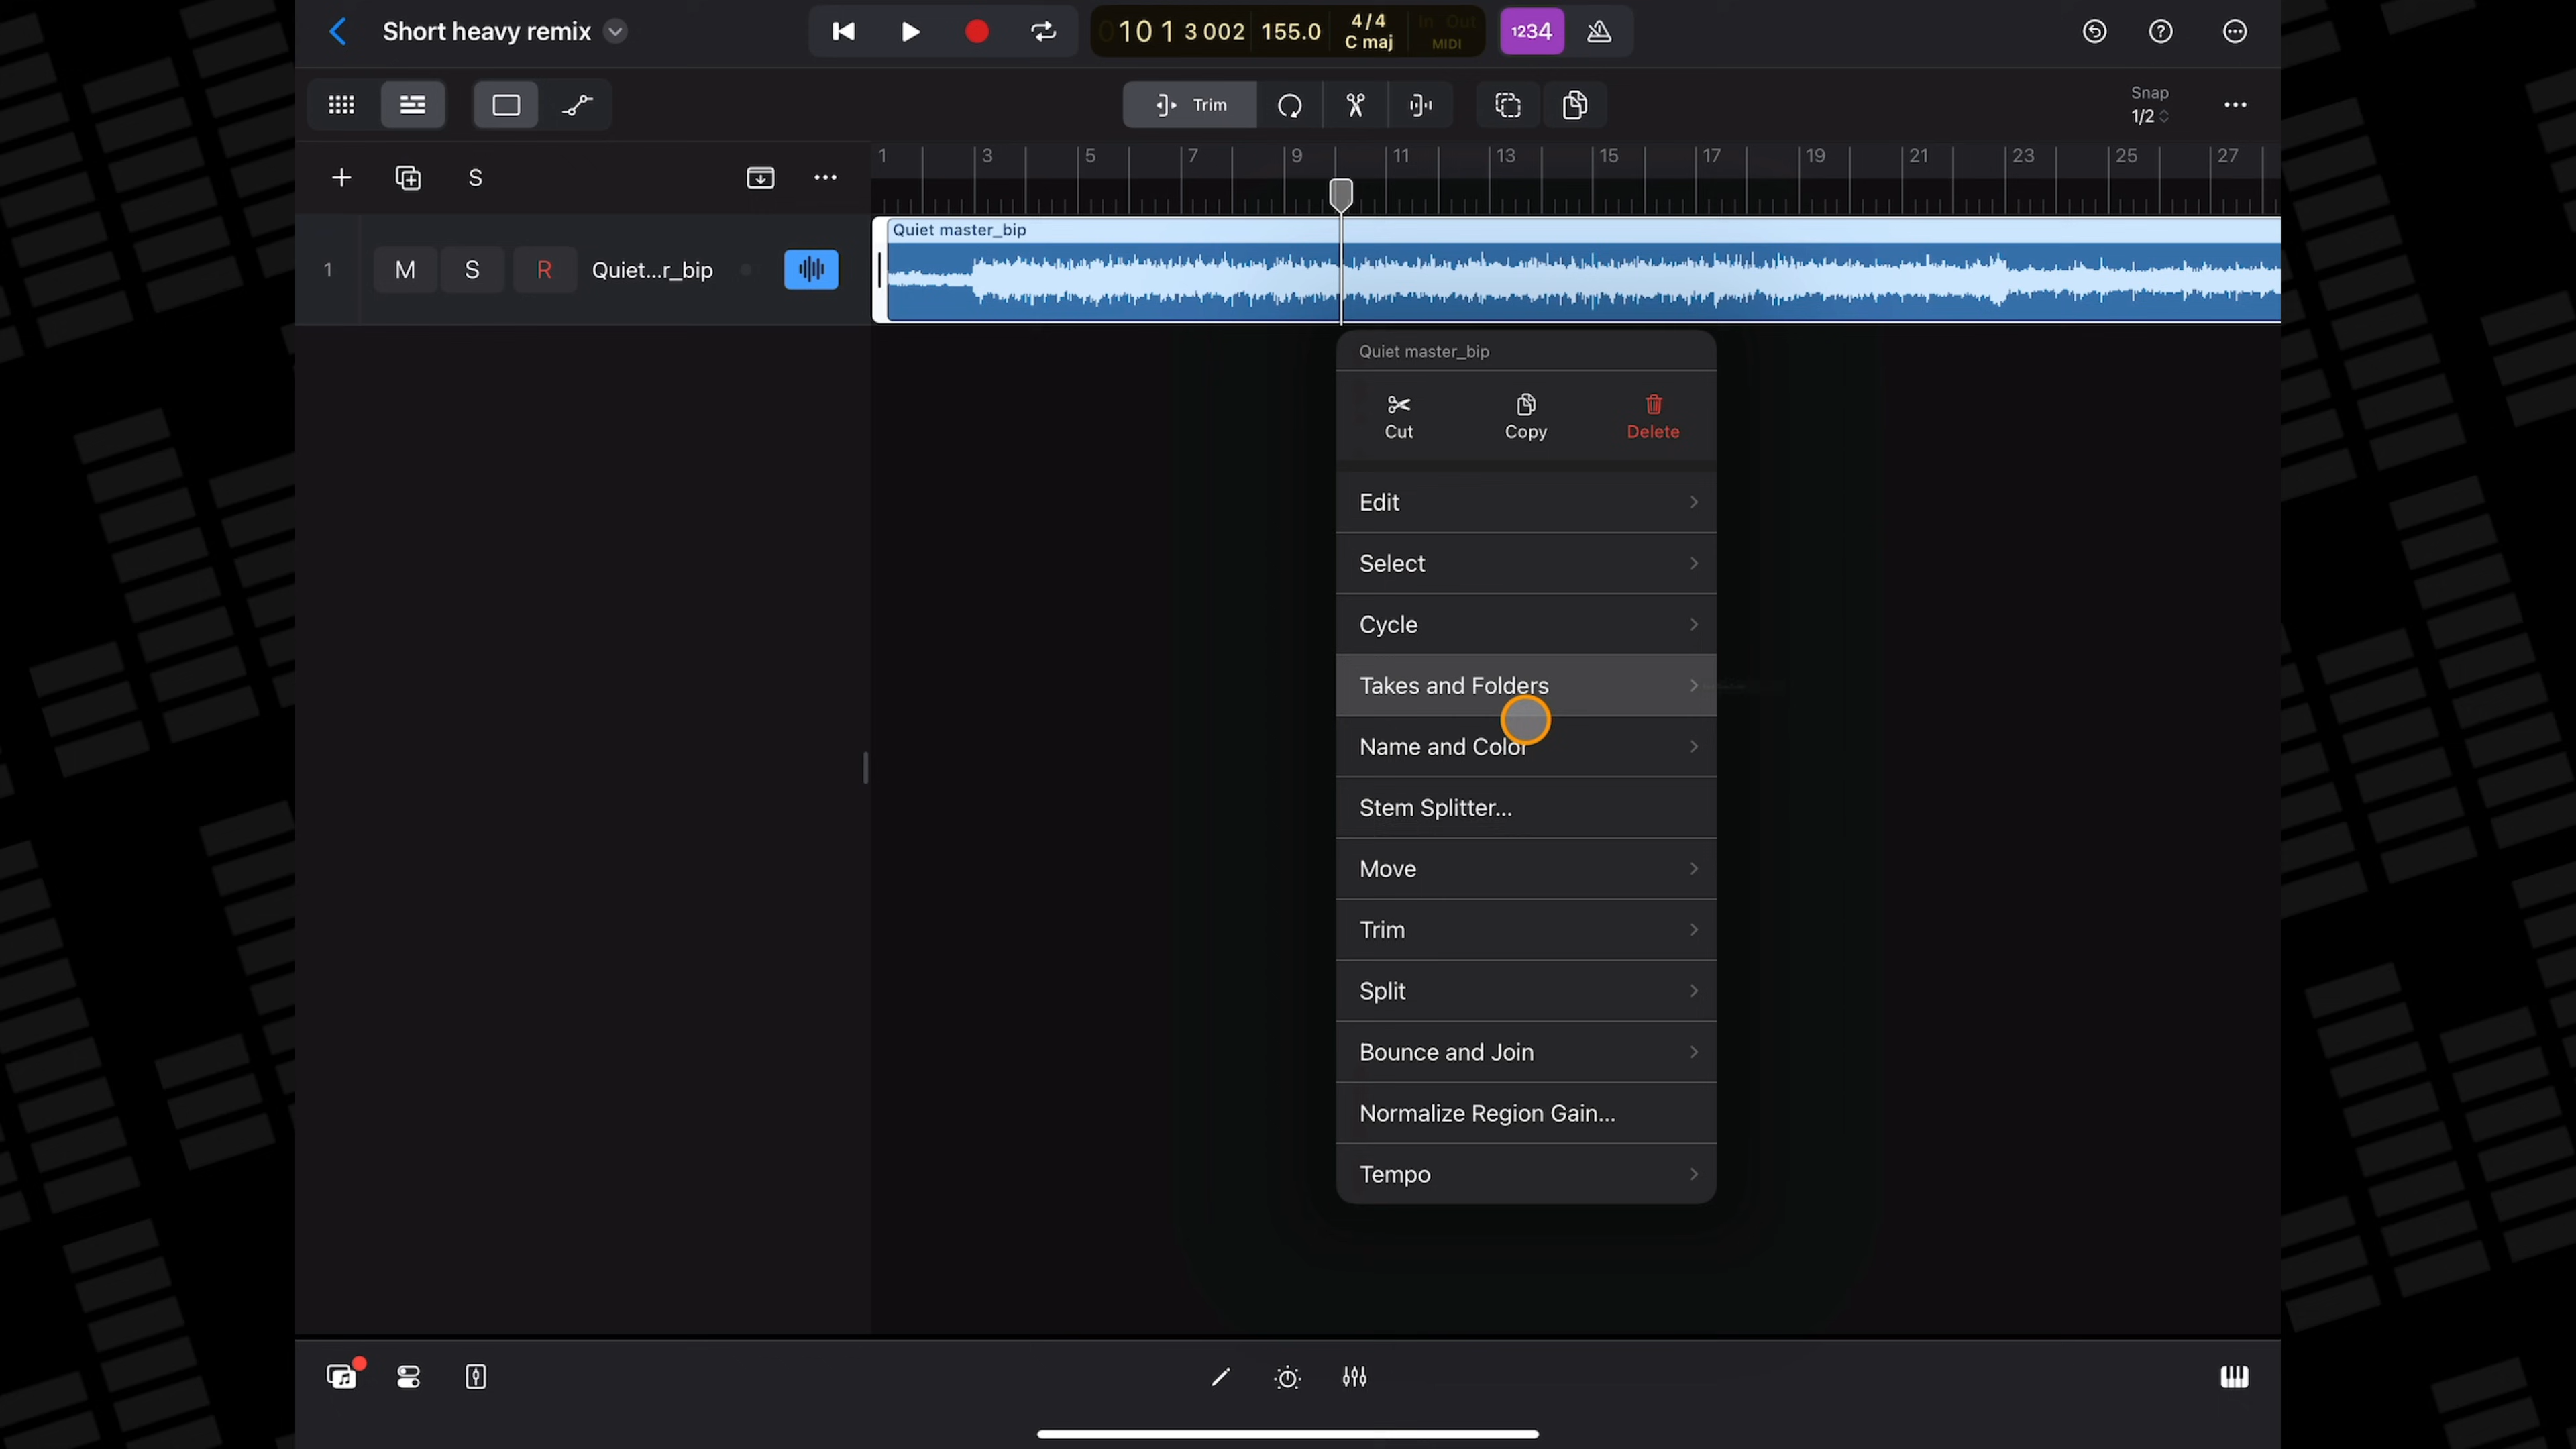 Short heavy remix
10 1 3 002
155.0
4/4
C maj
In Out
MIDI
1234
Trim
Snap
1/2
S
1 3 5 7 9 11 13 15 17 19 21 23 25 27
Quiet master_bip
1 M S R Quiet...r_bip
Quiet master_bip
Cut Copy Delete
Edit
Select
Cycle
Takes and Folders
Name and Color
Stem Splitter...
Move
Trim
Split
Bounce and Join
Normalize Region Gain...
Tempo